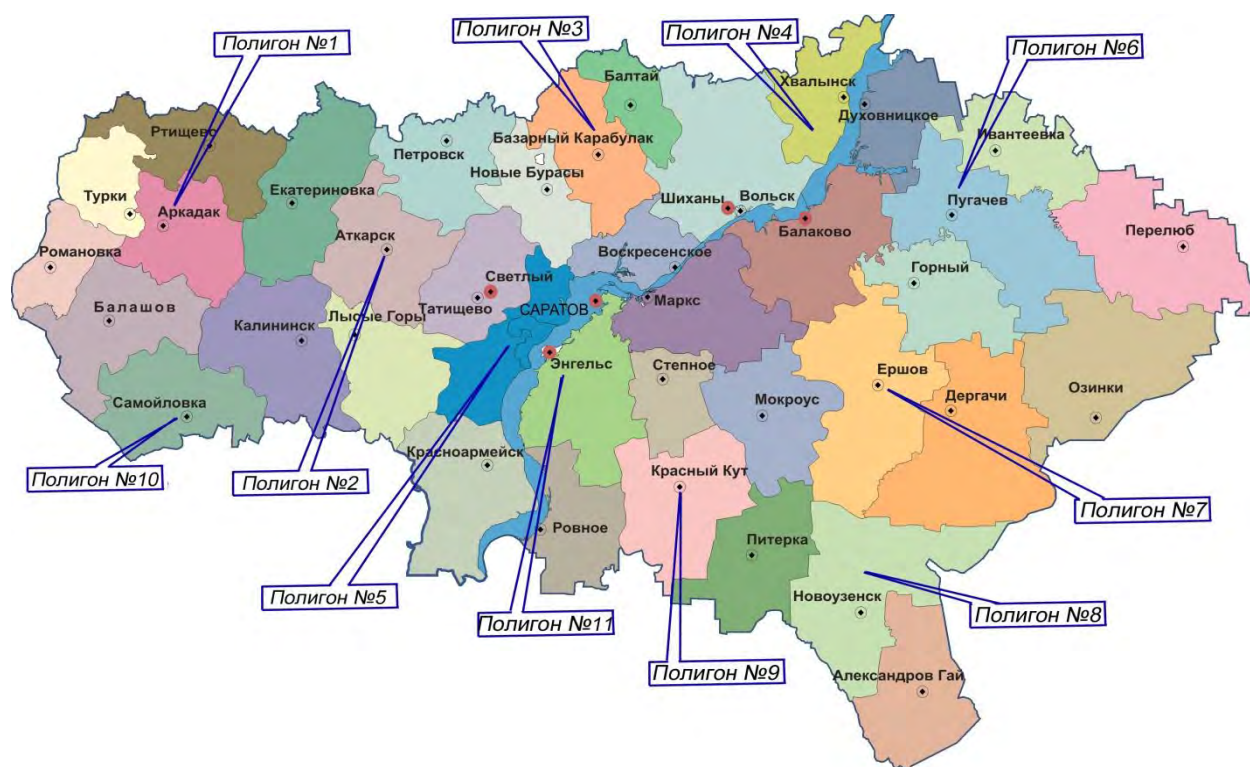 Полигон №1
Полигон №3
Полигон №4
Полигон №6
Хвалынск
Балтай
Духовницкое
Ртищево
Базарный Карабулак
Ивантеевка
Петровск
Новые Бурасы
Екатериновка
Турки
Шиханы
Вольск
Пугачев
Аркадак
Балаково
Перелюб
Аткарск
Романовка
Воскресенское
Горный
Светлый
Татищево
САРАТОВ
Маркс
Балашов
Лысые Горы
Калининск
Энгельс
Степное
Ершов
Озинки
Дергачи
Мокроус
Самойловка
Красноармейск
Красный Кут
Полигон №10
Полигон №2
Полигон №7
Ровное
Питерка
Полигон №5
Новоузенск
Полигон №8
Полигон №11
Полигон №9
Александров Гай